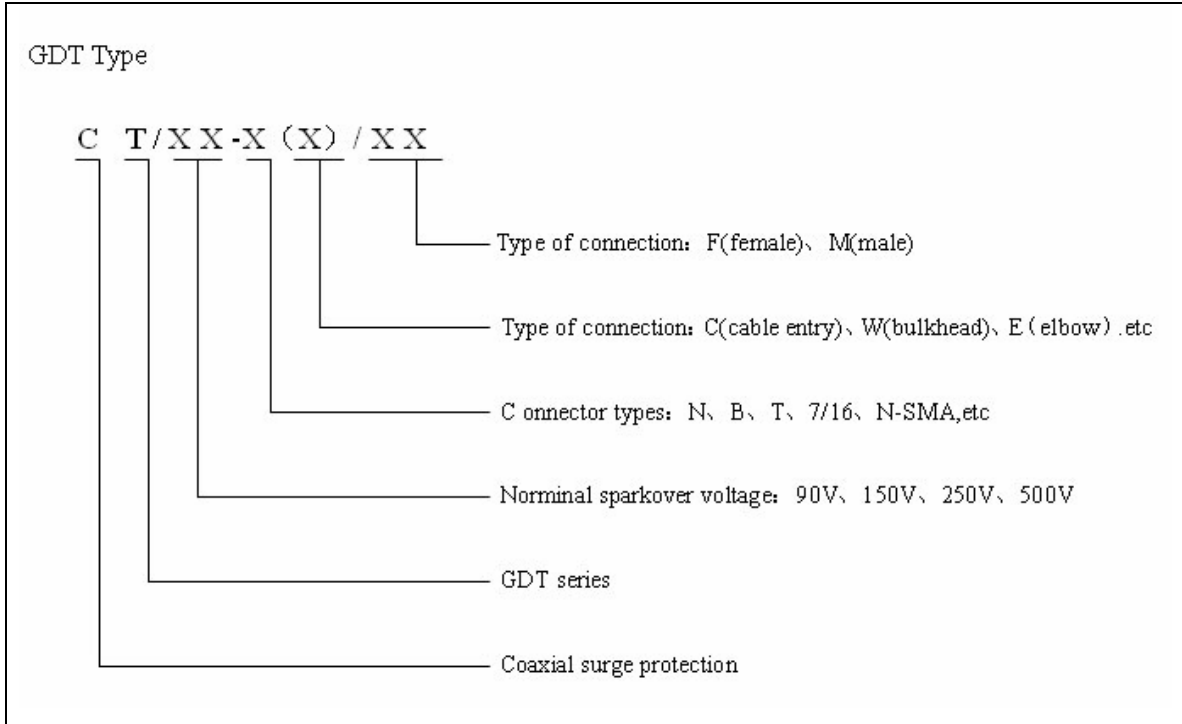 GDT Type
C T/XX-X（X）/XX
Type of connection：F(female)、M(male)
Type of connection：C(cable entry)、W(bulkhead)、E（elbow）.etc
C onnector types：N、B、T、7/16、N-SMA,etc
Norminal sparkover voltage：90V、150V、250V、500V
GDT series
Coaxial surge protection